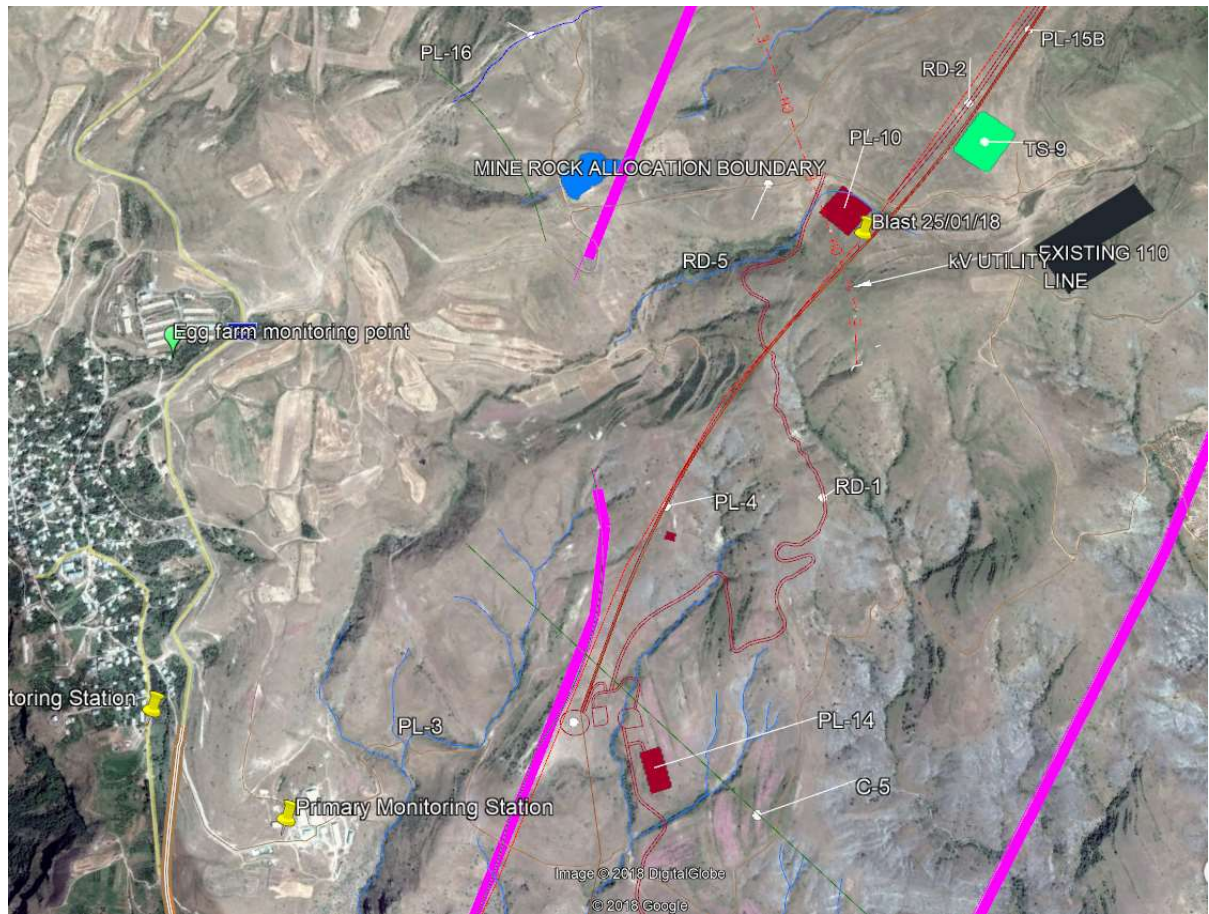 PL-15B
PL-16
RD-2
PL-10
TS-9
MINE ROCK ALLOCATION BOUNDARY
Blast 25/01/18
RD-5
kV UTILITY
EXISTING 110
LINE
Egg farm monitoring point
PL-4
RD-1
toring Station
PL-3
PL-14
C-5
Primary Monitoring Station
Image © 2018 DigitalGlobe
© 2018 Google